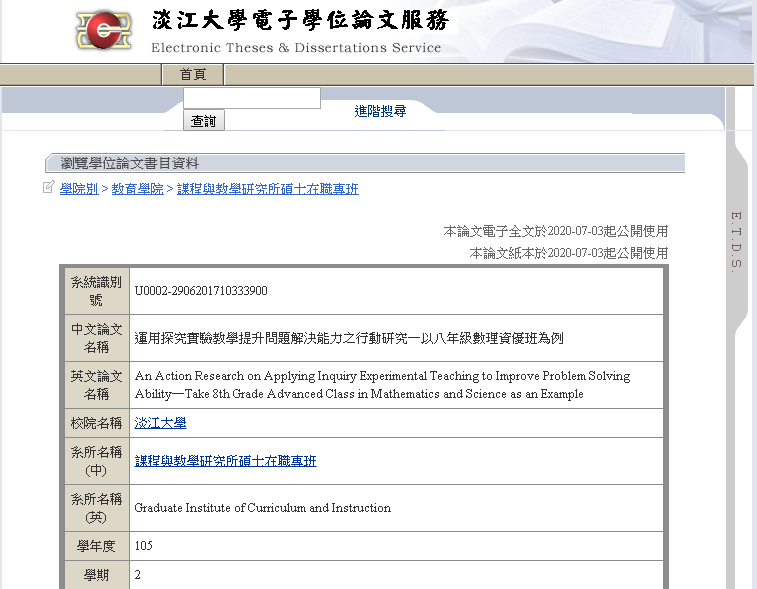 淡江大學電子學位論文服務
Electronic Theses & Dissertations Service
首頁
查詢
進階搜尋
瀏覽學位論文書目資料
學院別 > 教育學院 > 課程與教學研究所碩士在職專班
本論文電子全文於2020-07-03起公開使用
本論文紙本於2020-07-03起公開使用
系統識別號
U0002-2906201710333900
中文論文名稱
運用探究實驗教學提升問題解決能力之行動研究─以八年級數理資優班為例
英文論文名稱
An Action Research on Applying Inquiry Experimental Teaching to Improve Problem Solving
Ability—Take 8th Grade Advanced Class in Mathematics and Science as an Example
校院名稱
淡江大學
系所名稱(中)
課程與教學研究所碩士在職專班
系所名稱(英)
Graduate Institute of Curriculum and Instruction
學年度
105
學期
2
E.T.D.S.